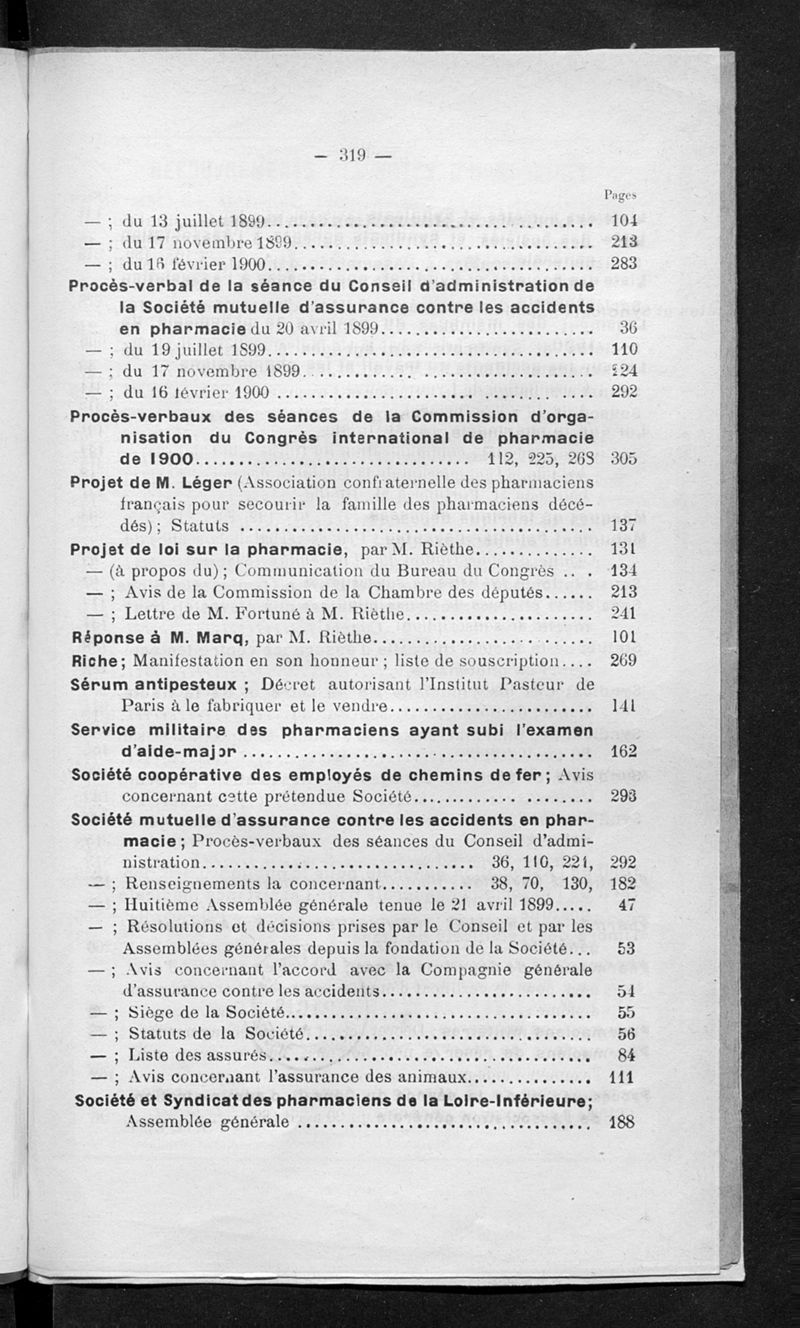 — 319 —
Pages
— ; du 13 juillet 1899........................................ 104
— ; du 17 novembre 1899.................................... 213
— ; du 16 février 1900...................................... 283
Procès-verbal de la séance du Conseil d'administration de
la Société mutuelle d'assurance contre les accidents
en pharmacie du 20 avril 1899......................... 36
— ; du 19 juillet 1899....................................... 110
— ; du 17 novembre 1899.................................. 224
— ; du 16 février 1900 ..................................... 292
Procès-verbaux des séances de la Commission d'orga-
nisation du Congrès international de pharmacie
de 1900................................ 112, 225, 268 305
Projet de M. Léger (Association confraternelle des pharmaciens
français pour secourir la famille des pharmaciens décé-
dés) ; Statuts .......................................... 137
Projet de loi sur la pharmacie, par M. Rièthe.............. 131
— (à propos du) ; Communication du Bureau du Congrès .. . 134
— ; Avis de la Commission de la Chambre des députés...... 213
— ; Lettre de M. Fortuné à M. Rièthe...................... 241
Réponse à M. Marq, par M. Rièthe.......................... 101
Riche ; Manifestation en son honneur ; liste de souscription.... 269
Sérum antipesteux ; Décret autorisant l'Institut Pasteur de
Paris à le fabriquer et le vendre........................ 141
Service militaire des pharmaciens ayant subi l'examen
d'aide-major .......................................... 162
Société coopérative des employés de chemins de fer ; Avis
concernant cette prétendue Société..................... 293
Société mutuelle d'assurance contre les accidents en phar-
macie ; Procès-verbaux des séances du Conseil d'admi-
nistration................................ 36, 110, 221, 292
— ; Renseignements la concernant........... 38, 70, 130, 182
— ; Huitième Assemblée générale tenue le 21 avril 1899..... 47
— ; Résolutions et décisions prises par le Conseil et par les
Assemblées générales depuis la fondation de la Société... 53
— ; Avis concernant l'accord avec la Compagnie générale
d'assurance contre les accidents......................... 54
— ; Siège de la Société..................................... 55
— ; Statuts de la Société.................................. 56
— ; Liste des assurés....................................... 84
— ; Avis concernant l'assurance des animaux............... 111
Société et Syndicat des pharmaciens de la Loire-Inférieure ;
Assemblée générale ................................... 188